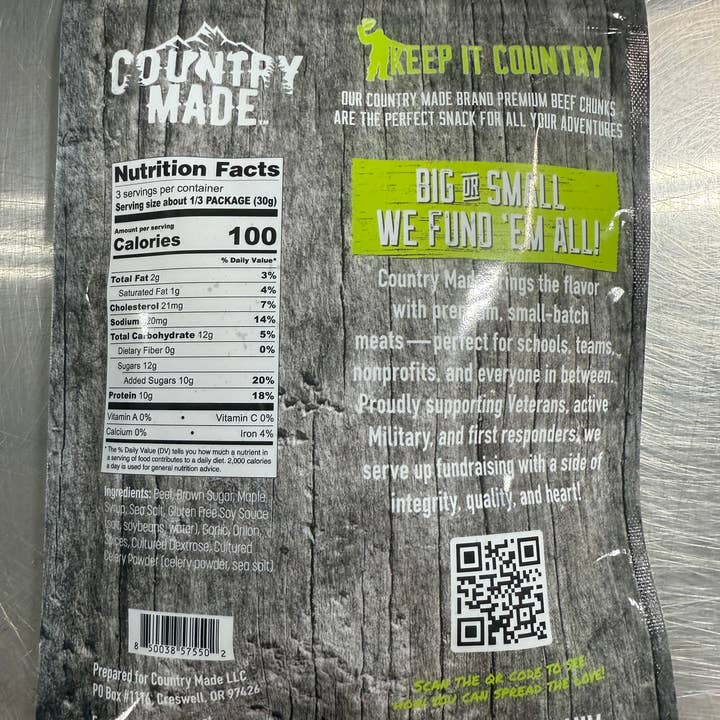 COUNTRY
MADE
Nutrition Facts
3 servings per container
Serving size about 1/3 PACKAGE (30g)
Amount per serving
Calories 100
% Daily Value*
Total Fat 2g 3%
Saturated Fat 1g 4%
Cholesterol 21mg 7%
Sodium 20mg 14%
Total Carbohydrate 12g 5%
Dietary Fiber 0g 0%
Sugars 12g
Added Sugars 10g 20%
Protein 10g 18%
Vitamin A 0% • Vitamin C 0%
Calcium 0% Iron 4%
*The % Daily Value (DV) tells you how much a nutrient in
a serving of food contributes to a daily diet. 2,000 calories
a day is used for general nutrition advice.
Ingredients: Beef, Brown Sugar, Maple
Syrup, Sea Salt, Gluten Free Soy Sauce
(salt, soybeans, water), Garlic, Onion,
Spices, Cultured Dextrose, Cultured
Celery Powder (celery powder, sea salt)
8 50038 57550 2
Prepared for Country Made LLC
PO Box #1116, Creswell, OR 97426
KEEP IT COUNTRY
OUR COUNTRY MADE BRAND PREMIUM BEEF CHUNKS
ARE THE PERFECT SNACK FOR ALL YOUR ADVENTURES
BIG OR SMALL
WE FUND 'EM ALL!
Country Made brings the flavor
with premium, small-batch
meats — perfect for schools, teams,
nonprofits, and everyone in between.
Proudly supporting Veterans, active
Military, and first responders, we
serve up fundraising with a side of
integrity, quality, and heart!
SCAN THE QR CODE TO SEE
HOW YOU CAN SPREAD THE LOVE!